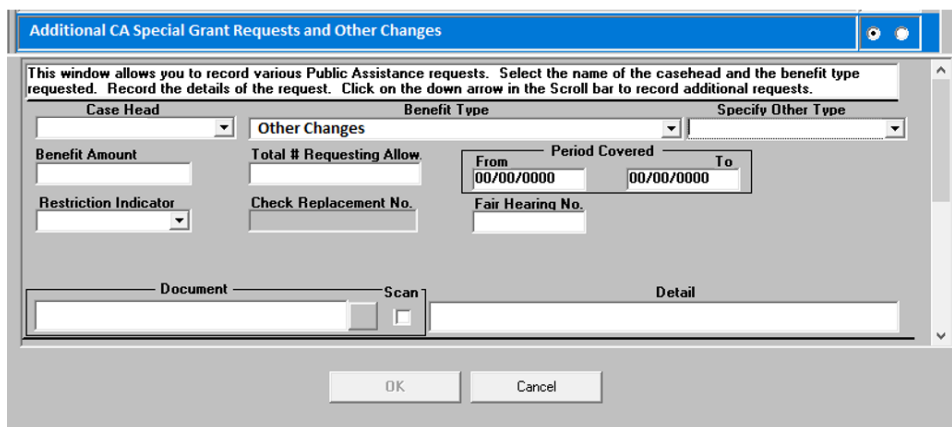 Additional CA Special Grant Requests and Other Changes
This window allows you to record various Public Assistance requests. Select the name of the casehead and the benefit type
requested. Record the details of the request. Click on the down arrow in the Scroll bar to record additional requests.
Case Head Benefit Type Specify Other Type
Other Changes
Benefit Amount Total # Requesting Allow. Period Covered
From To
00/00/0000 00/00/0000
Restriction Indicator Check Replacement No. Fair Hearing No.
Document Scan Detail
OK Cancel